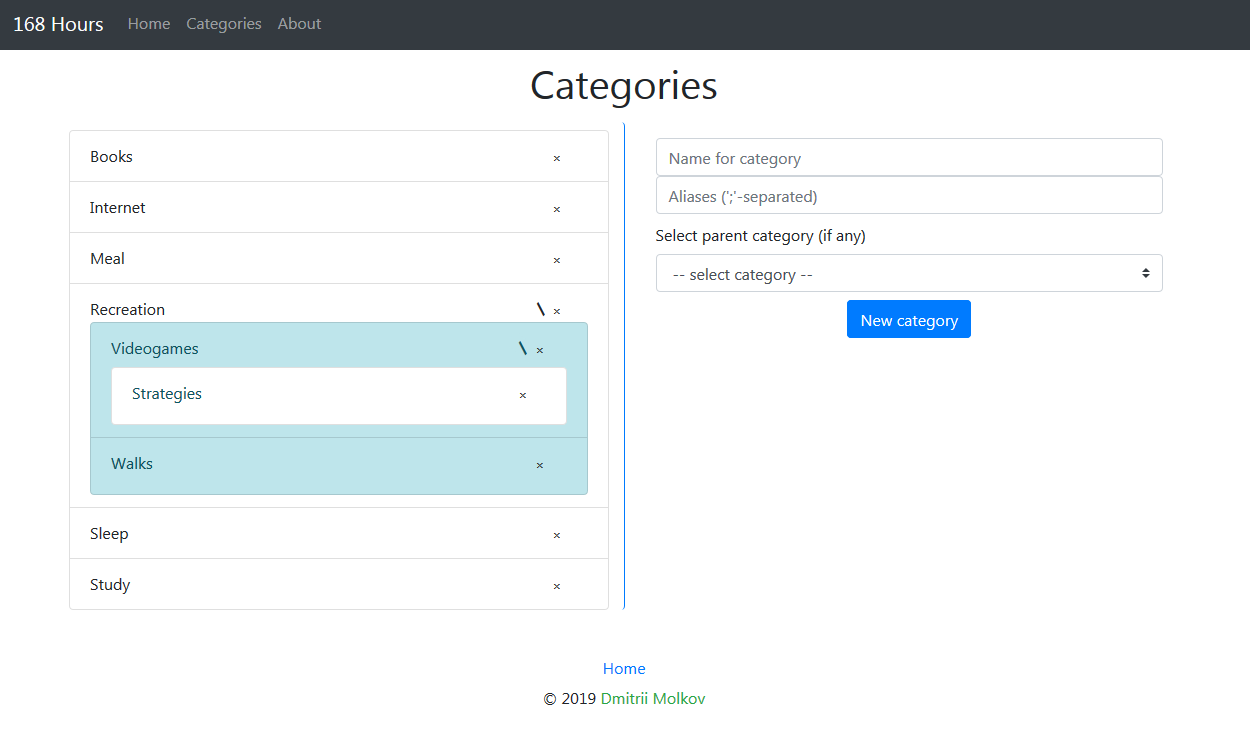 168 Hours Home Categories About
Categories
Books ×
Internet ×
Meal ×
Recreation \ ×
Videogames \ ×
Strategies ×
Walks ×
Sleep ×
Study ×
Name for category
Aliases (';'-separated)
Select parent category (if any)
-- select category --
New category
Home
© 2019 Dmitrii Molkov